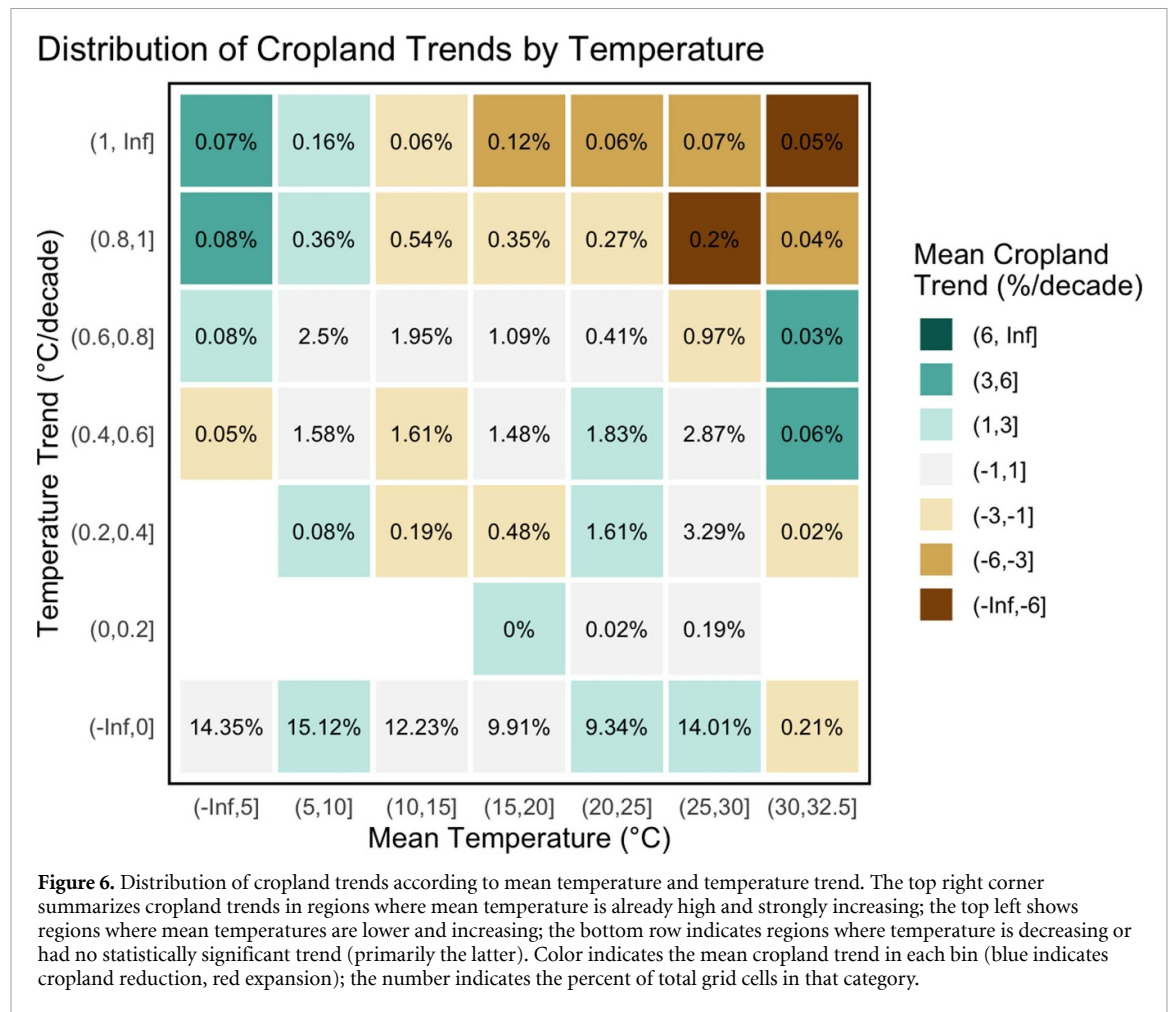 Distribution of Cropland Trends by Temperature
Temperature Trend (°C/decade)
(1, Inf] 0.07% 0.16% 0.06% 0.12% 0.06% 0.07% 0.05%
(0.8,1] 0.08% 0.36% 0.54% 0.35% 0.27% 0.2% 0.04%
(0.6,0.8] 0.08% 2.5% 1.95% 1.09% 0.41% 0.97% 0.03%
(0.4,0.6] 0.05% 1.58% 1.61% 1.48% 1.83% 2.87% 0.06%
(0.2,0.4] 0.08% 0.19% 0.48% 1.61% 3.29% 0.02%
(0,0.2] 0% 0.02% 0.19%
(-Inf,0] 14.35% 15.12% 12.23% 9.91% 9.34% 14.01% 0.21%
(-Inf,5] (5,10] (10,15] (15,20] (20,25] (25,30] (30,32.5]
Mean Temperature (°C)
Mean Cropland
Trend (%/decade)
(6, Inf]
(3,6]
(1,3]
(-1,1]
(-3,-1]
(-6,-3]
(-Inf,-6]
Figure 6. Distribution of cropland trends according to mean temperature and temperature trend. The top right corner
summarizes cropland trends in regions where mean temperature is already high and strongly increasing; the top left shows
regions where mean temperatures are lower and increasing; the bottom row indicates regions where temperature is decreasing or
had no statistically significant trend (primarily the latter). Color indicates the mean cropland trend in each bin (blue indicates
cropland reduction, red expansion); the number indicates the percent of total grid cells in that category.